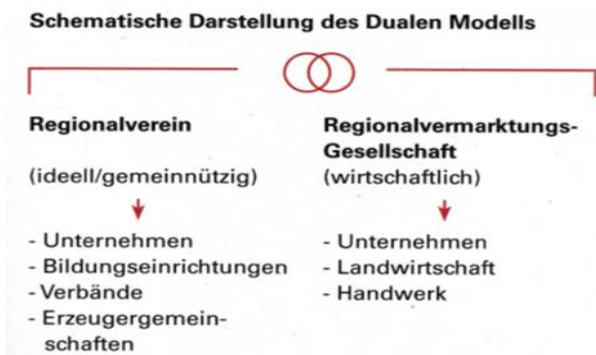 Schematische Darstellung des Dualen Modells
Regionalverein
(ideell/gemeinnützig)
- Unternehmen
- Bildungseinrichtungen
- Verbände
- Erzeugergemein-
schaften
Regionalvermarktungs-
Gesellschaft
(wirtschaftlich)
- Unternehmen
- Landwirtschaft
- Handwerk